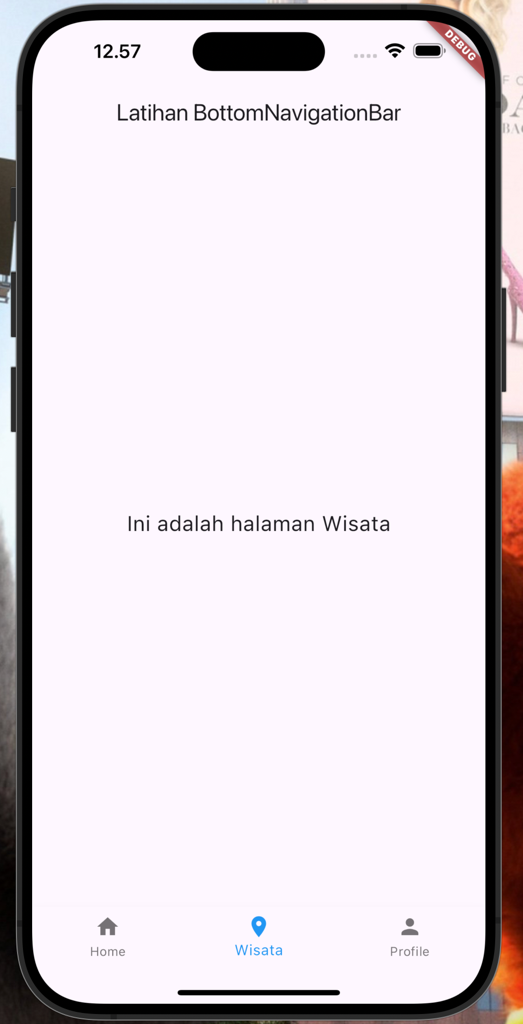 12.57
DEBUG
Latihan BottomNavigationBar
Ini adalah halaman Wisata
Home
Wisata
Profile